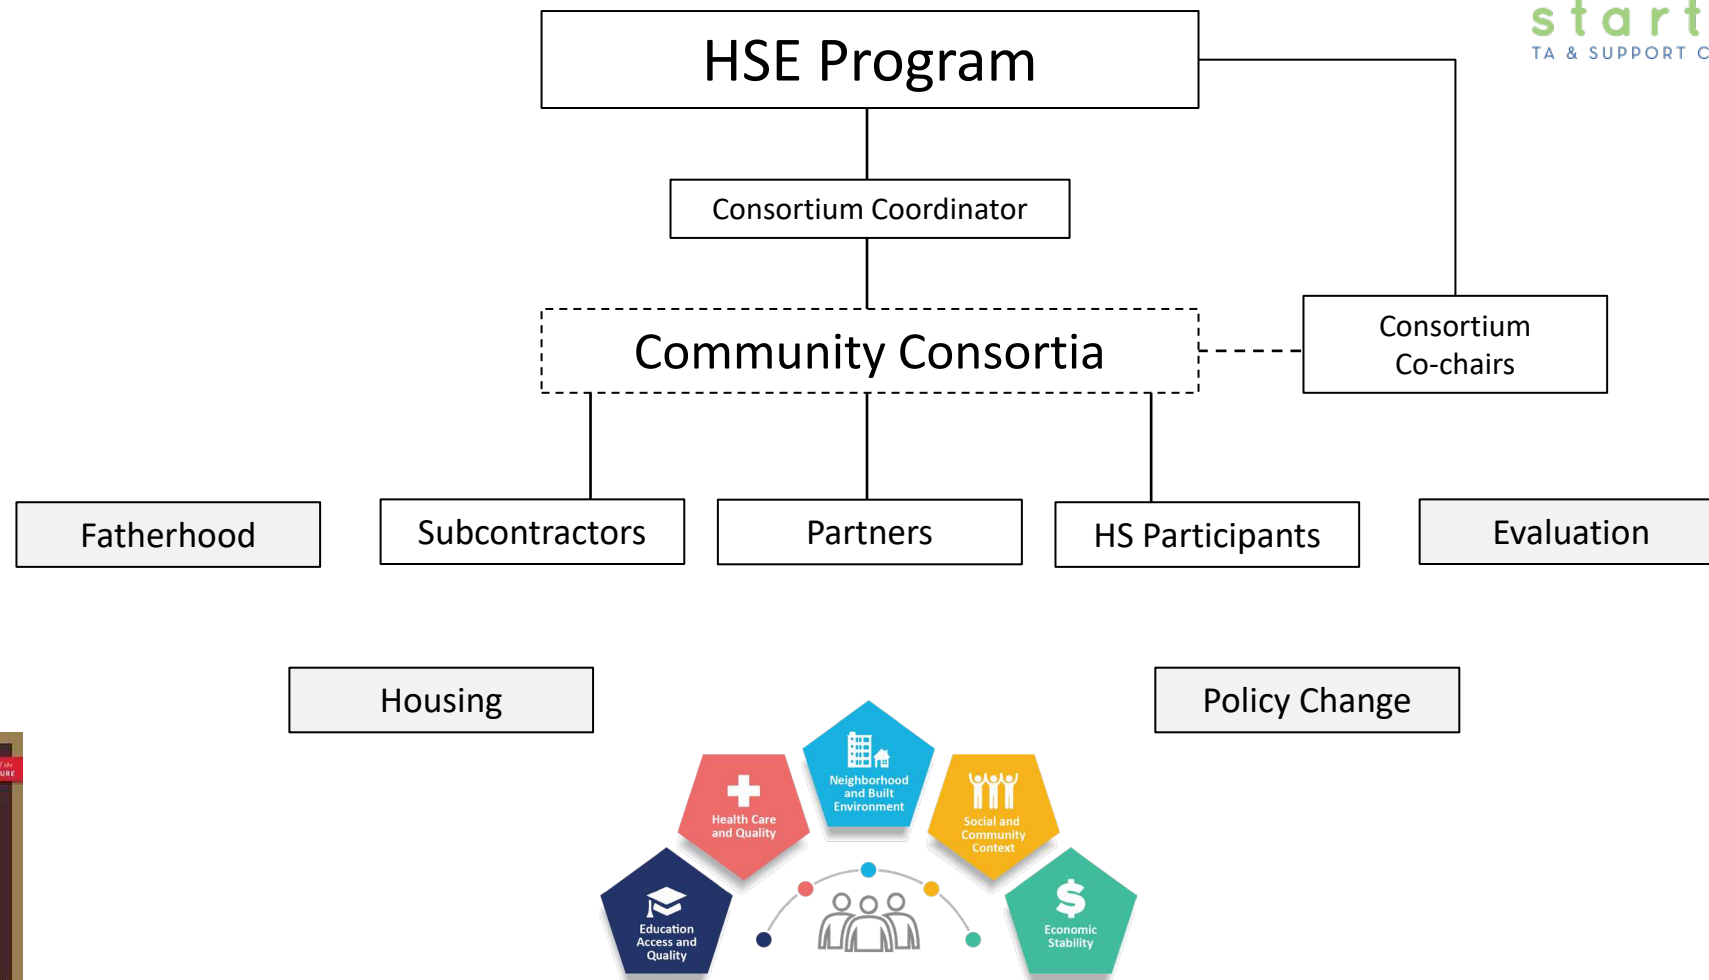 start
TA & SUPPORT C
HSE Program
Consortium Coordinator
Community Consortia
Consortium
Co-chairs
Fatherhood
Subcontractors
Partners
HS Participants
Evaluation
Housing
Policy Change
Neighborhood
and Built
Environment
Health Care
and Quality
Social and
Community
Context
Education
Access and
Quality
Economic
Stability
URE